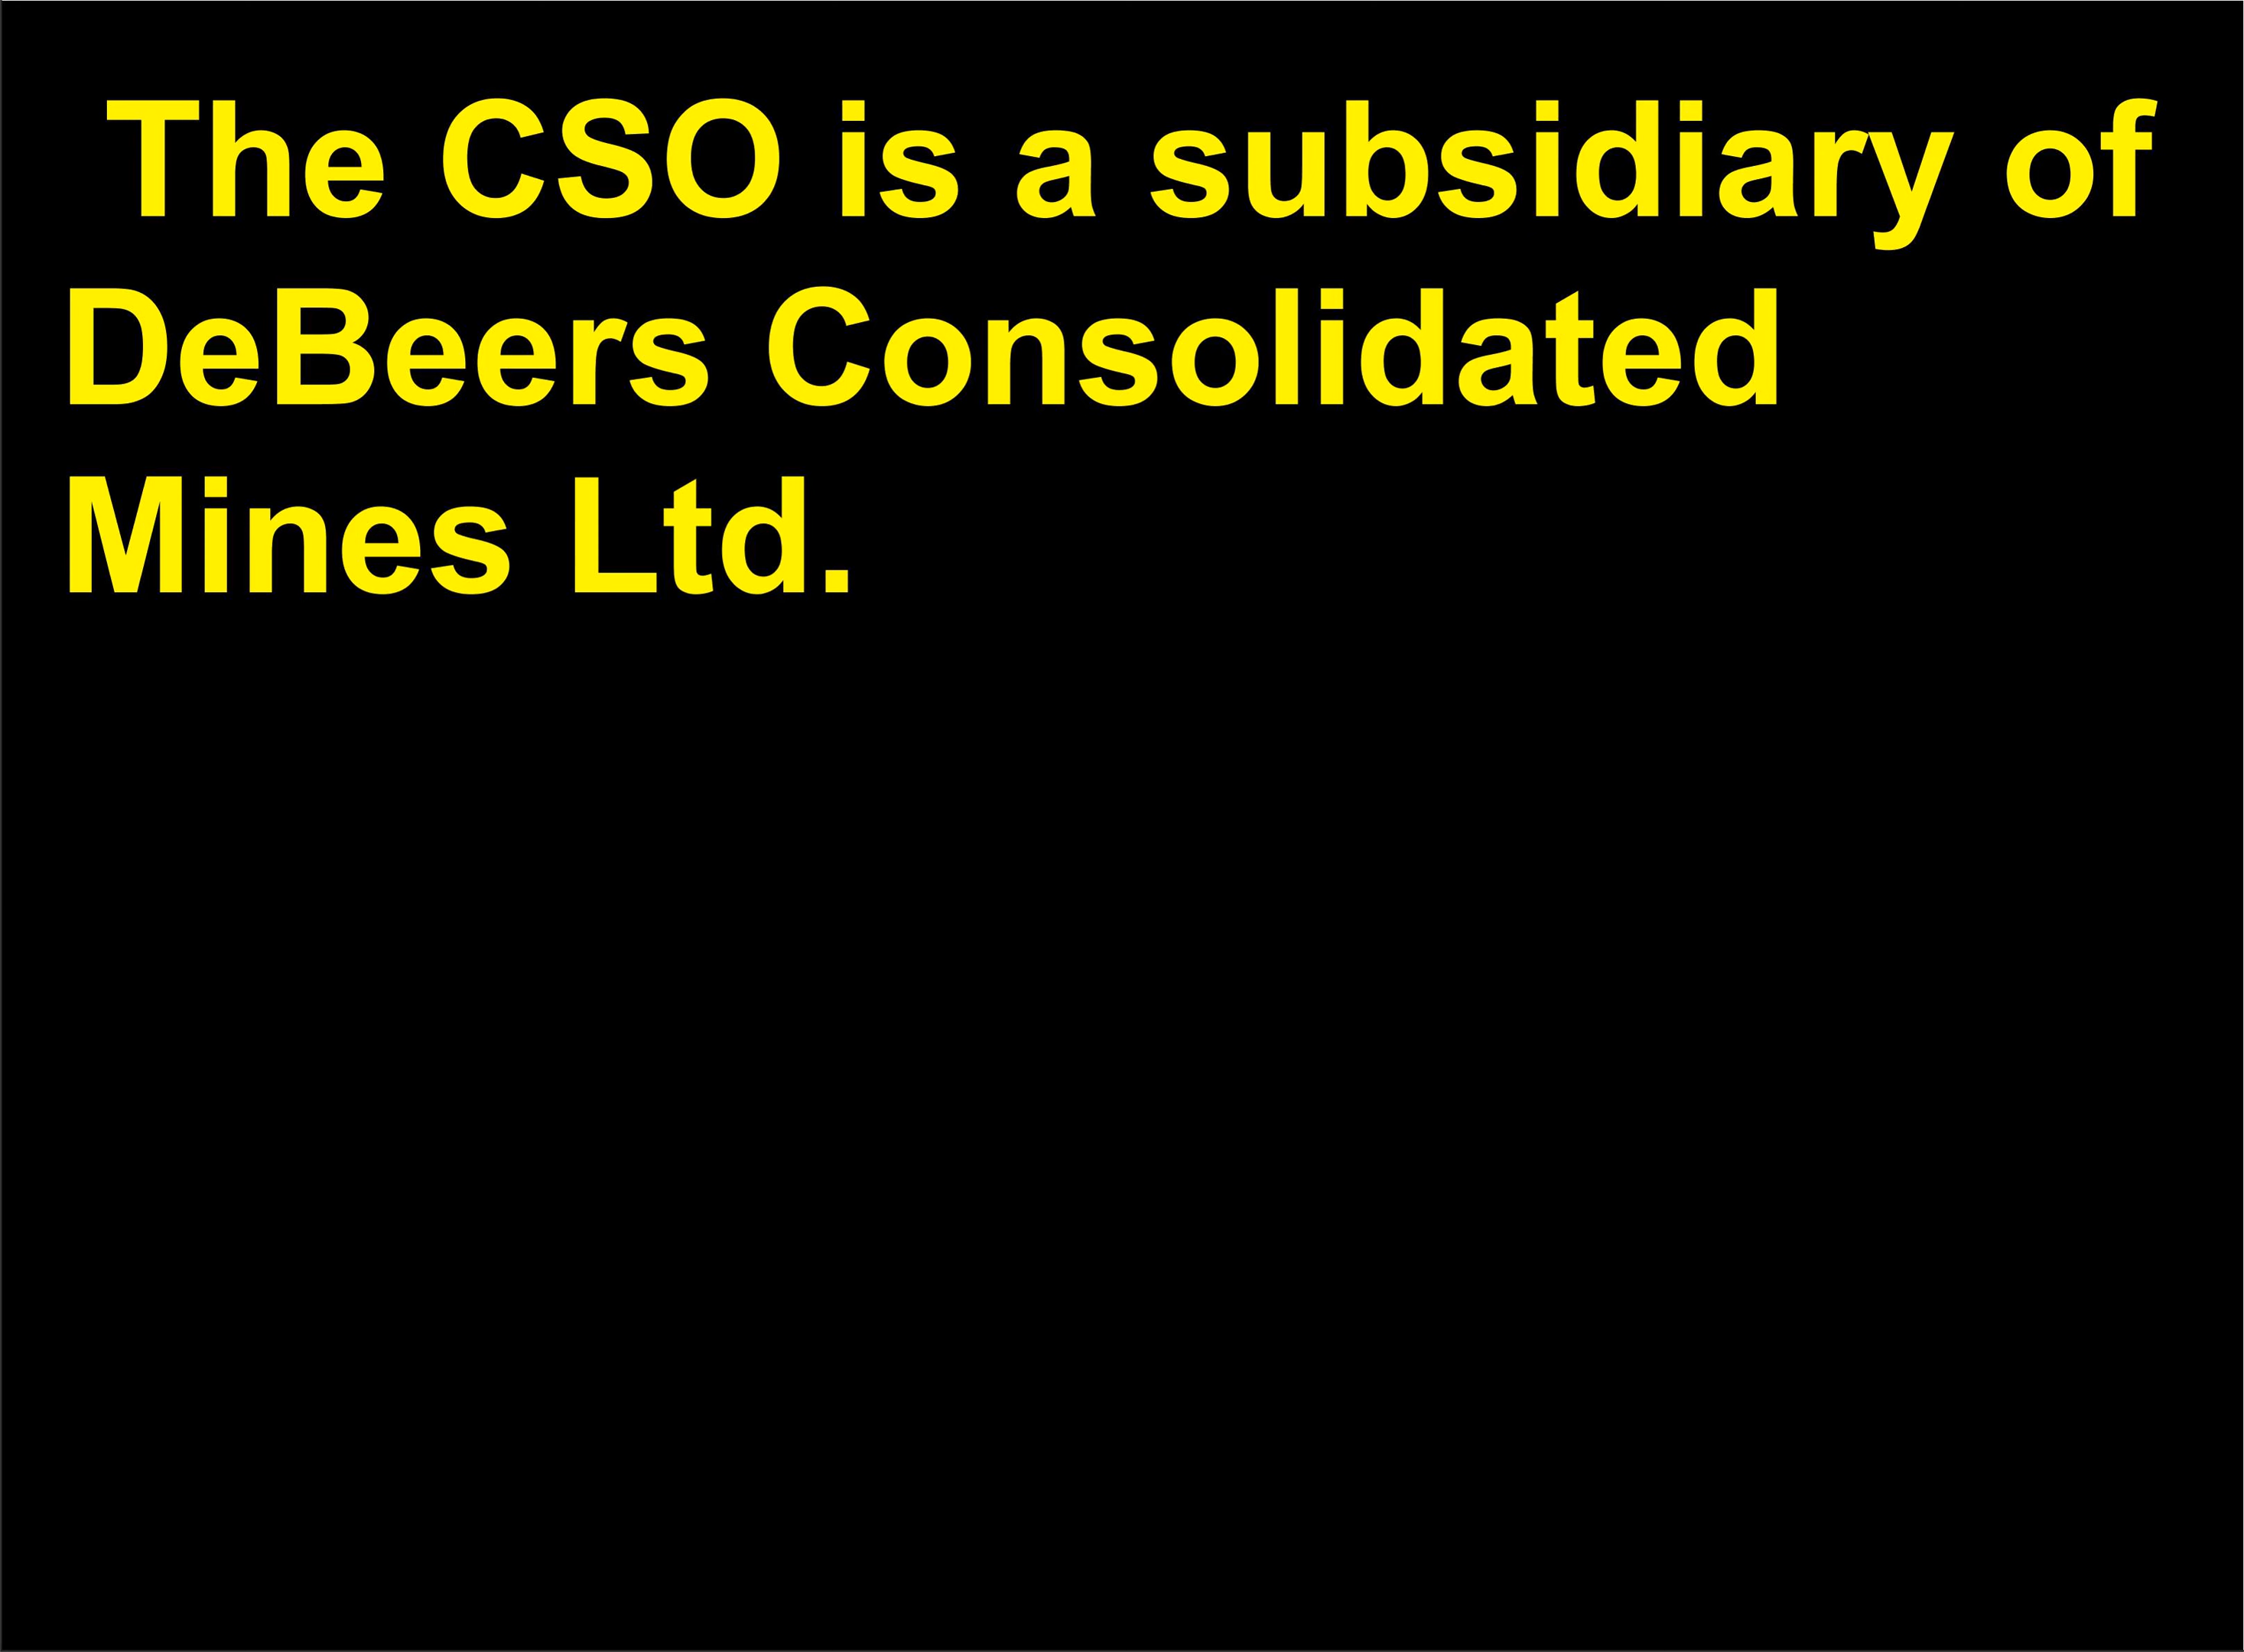 The CSO is a subsidiary of
DeBeers Consolidated
Mines Ltd.